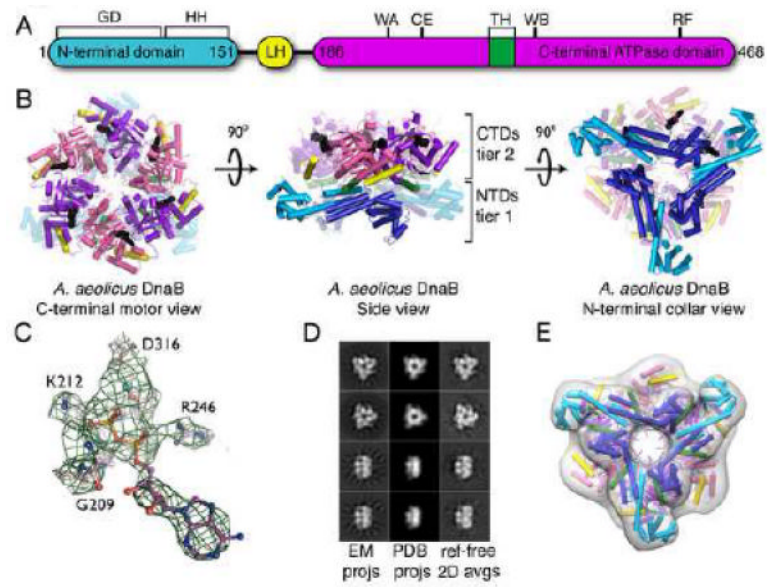 A
GD HH WA CE TH WB RF
1 N-terminal domain 151 LH 186 C-terminal ATPase domain 468
B
90° CTDs tier 2 90°
NTDs tier 1
A. aeolicus DnaB
C-terminal motor view
A. aeolicus DnaB
Side view
A. aeolicus DnaB
N-terminal collar view
C
D316
K212
R246
G209
D
EM projs
PDB projs
ref-free 2D avgs
E